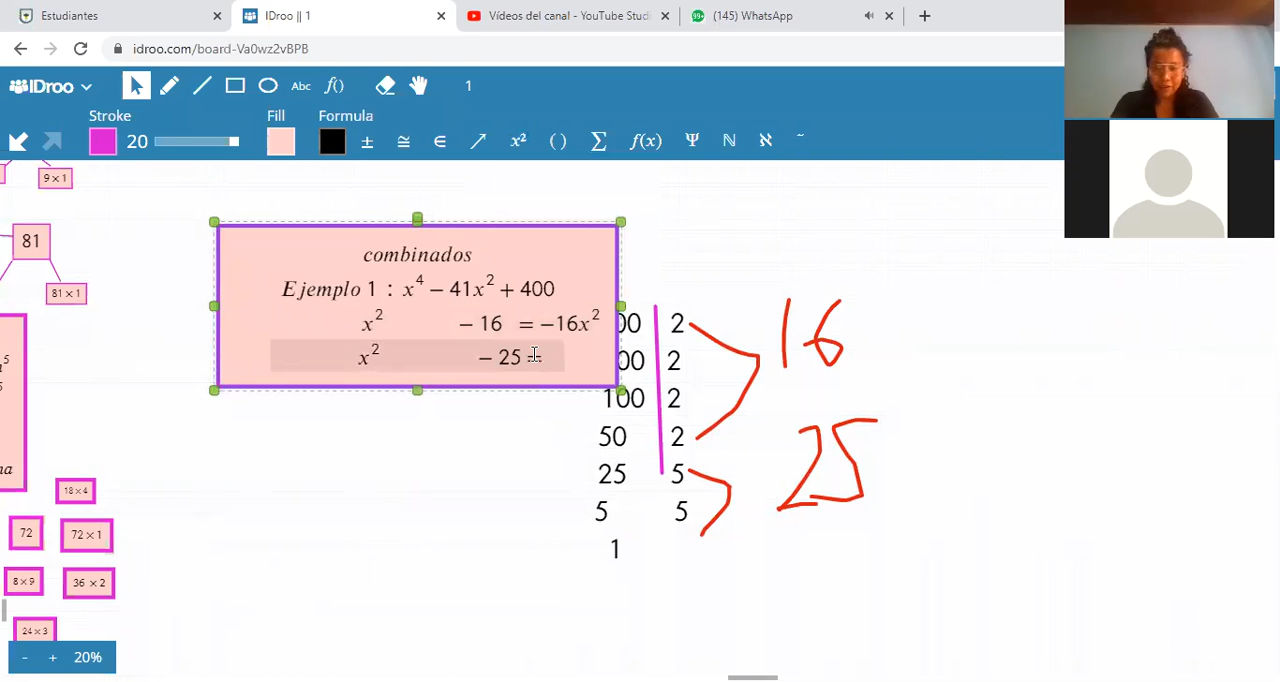 Estudiantes
IDroo || 1
Vídeos del canal - YouTube Studi
(145) WhatsApp
99+
idroo.com/board-Va0wz2vBPB
IDroo
Abc
f()
1
Stroke
Fill
Formula
20
± ≅ ∈ x² ( ) ∑ f(x) Ψ ℕ ℵ ~
9 x 1
81
81 x 1
combinados
Ejemplo 1 : x⁴ − 41x² + 400
x² − 16 = −16x²
x² − 25 =
00 2
00 2
100 2
50 2
25 5
5 5
1
16
25
18 x 4
72
72 x 1
8 x 9
36 x 2
24 x 3
- + 20%